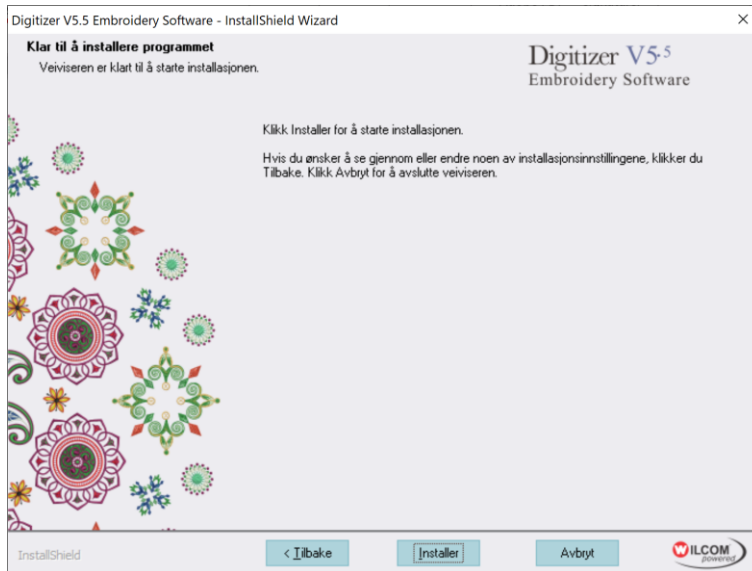 Digitizer V5.5 Embroidery Software - InstallShield Wizard
Klar til å installere programmet
Veiviseren er klart til å starte installasjonen.
Digitizer V5.5
Embroidery Software
Klikk Installer for å starte installasjonen.
Hvis du ønsker å se gjennom eller endre noen av installasjonsinnstillingene, klikker du
Tilbake. Klikk Avbryt for å avslutte veiviseren.
InstallShield
< Tilbake
Installer
Avbryt
WILCOM
powered